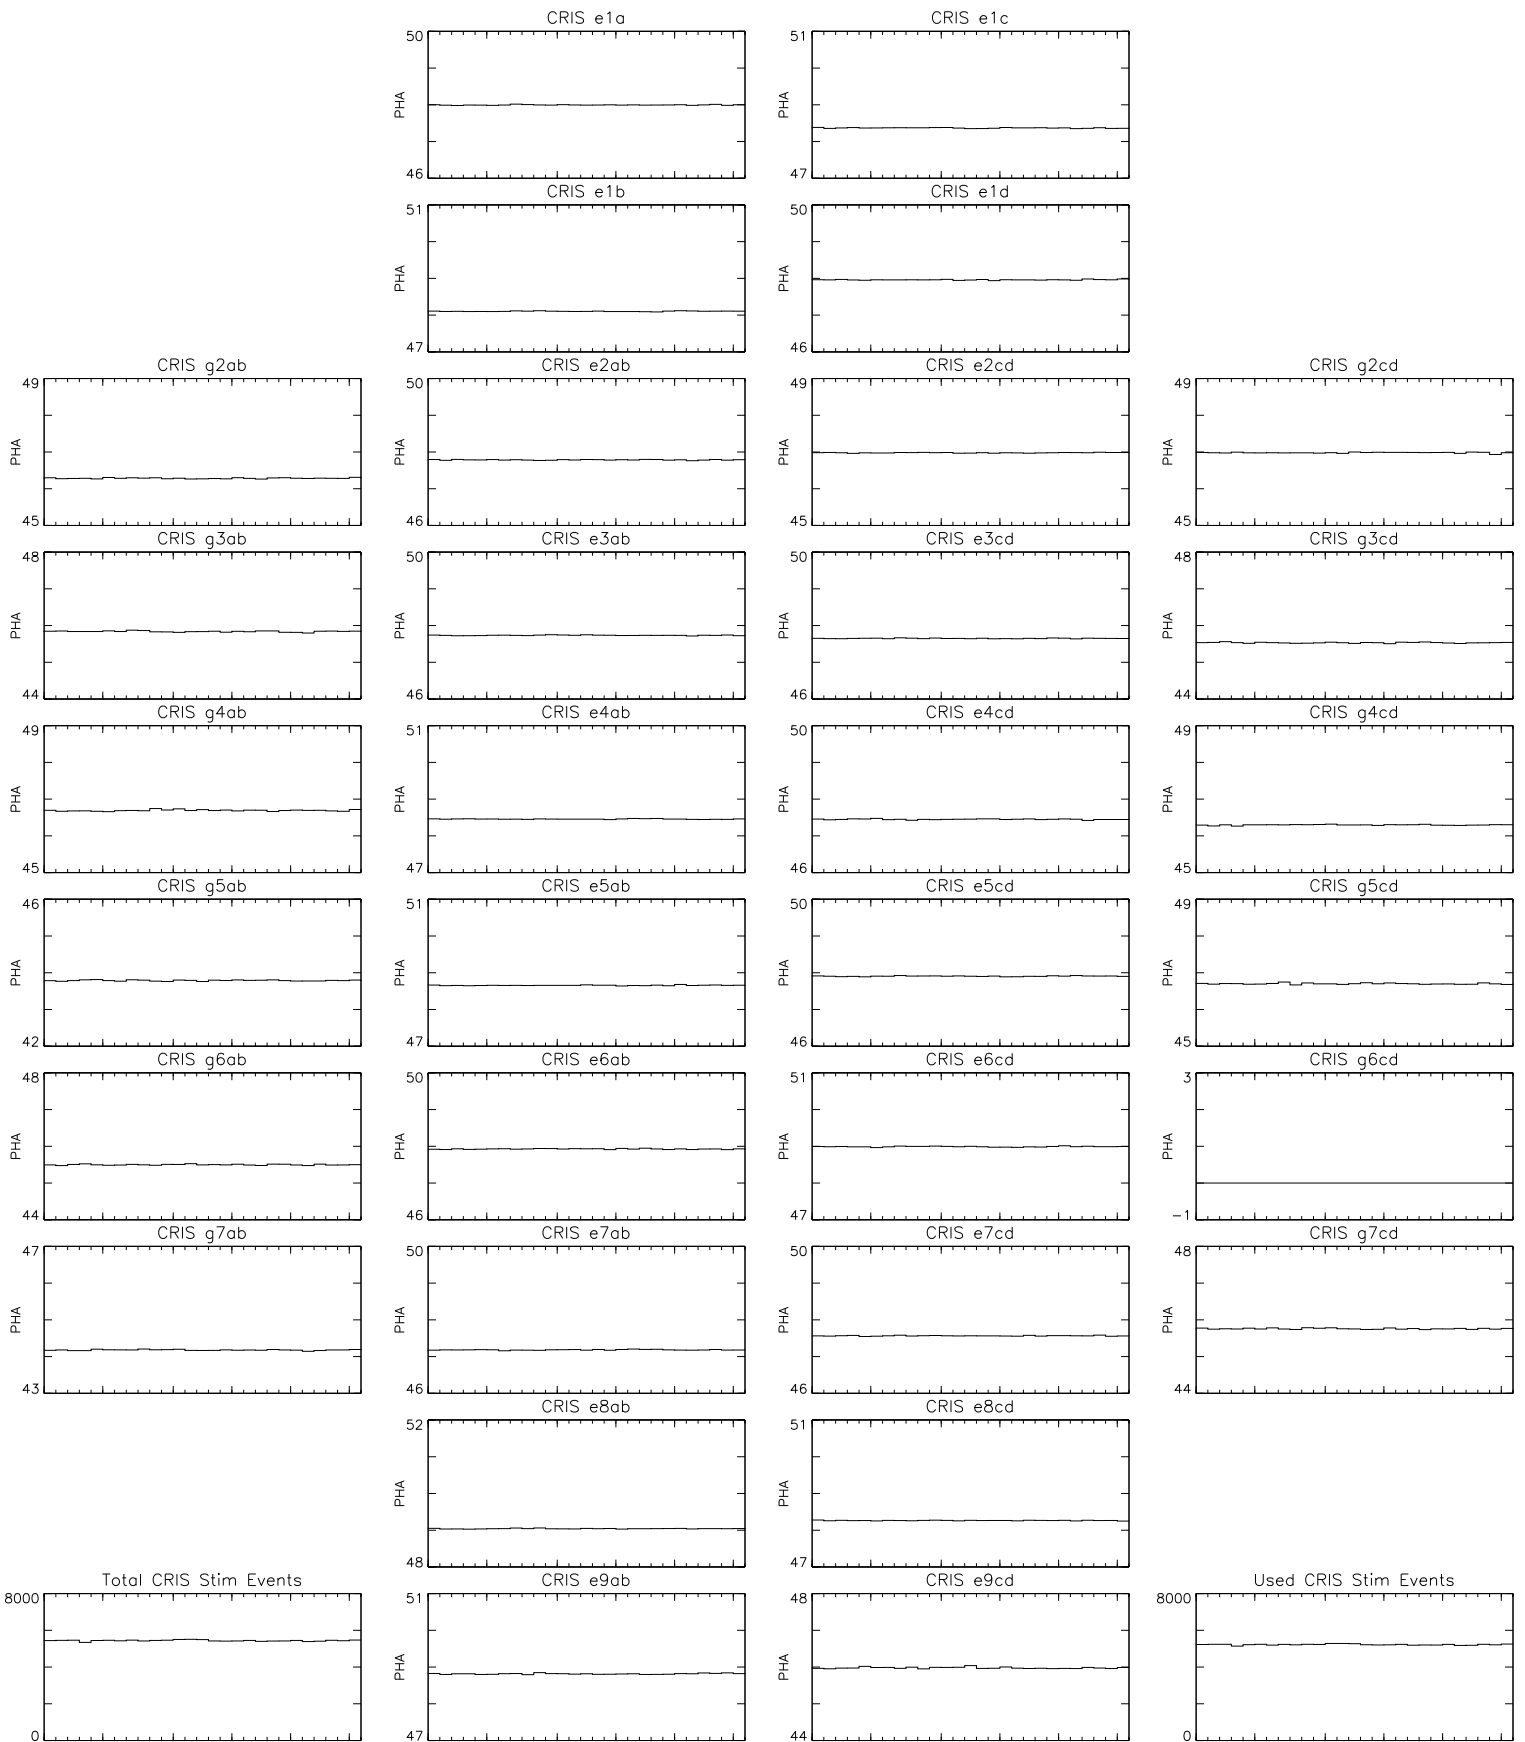 CRIS e1a
50
PHA
46
CRIS e1c
51
PHA
47
CRIS e1b
51
PHA
47
CRIS e1d
50
PHA
46
CRIS g2ab
49
PHA
45
CRIS e2ab
50
PHA
46
CRIS e2cd
49
PHA
45
CRIS g2cd
49
PHA
45
CRIS g3ab
48
PHA
44
CRIS e3ab
50
PHA
46
CRIS e3cd
50
PHA
46
CRIS g3cd
48
PHA
44
CRIS g4ab
49
PHA
45
CRIS e4ab
51
PHA
47
CRIS e4cd
50
PHA
46
CRIS g4cd
49
PHA
45
CRIS g5ab
46
PHA
42
CRIS e5ab
51
PHA
47
CRIS e5cd
50
PHA
46
CRIS g5cd
49
PHA
45
CRIS g6ab
48
PHA
44
CRIS e6ab
50
PHA
46
CRIS e6cd
51
PHA
47
CRIS g6cd
3
PHA
-1
CRIS g7ab
47
PHA
43
CRIS e7ab
50
PHA
46
CRIS e7cd
50
PHA
46
CRIS g7cd
48
PHA
44
CRIS e8ab
52
PHA
48
CRIS e8cd
51
PHA
47
Total CRIS Stim Events
8000
0
CRIS e9ab
51
PHA
47
CRIS e9cd
48
PHA
44
Used CRIS Stim Events
8000
0